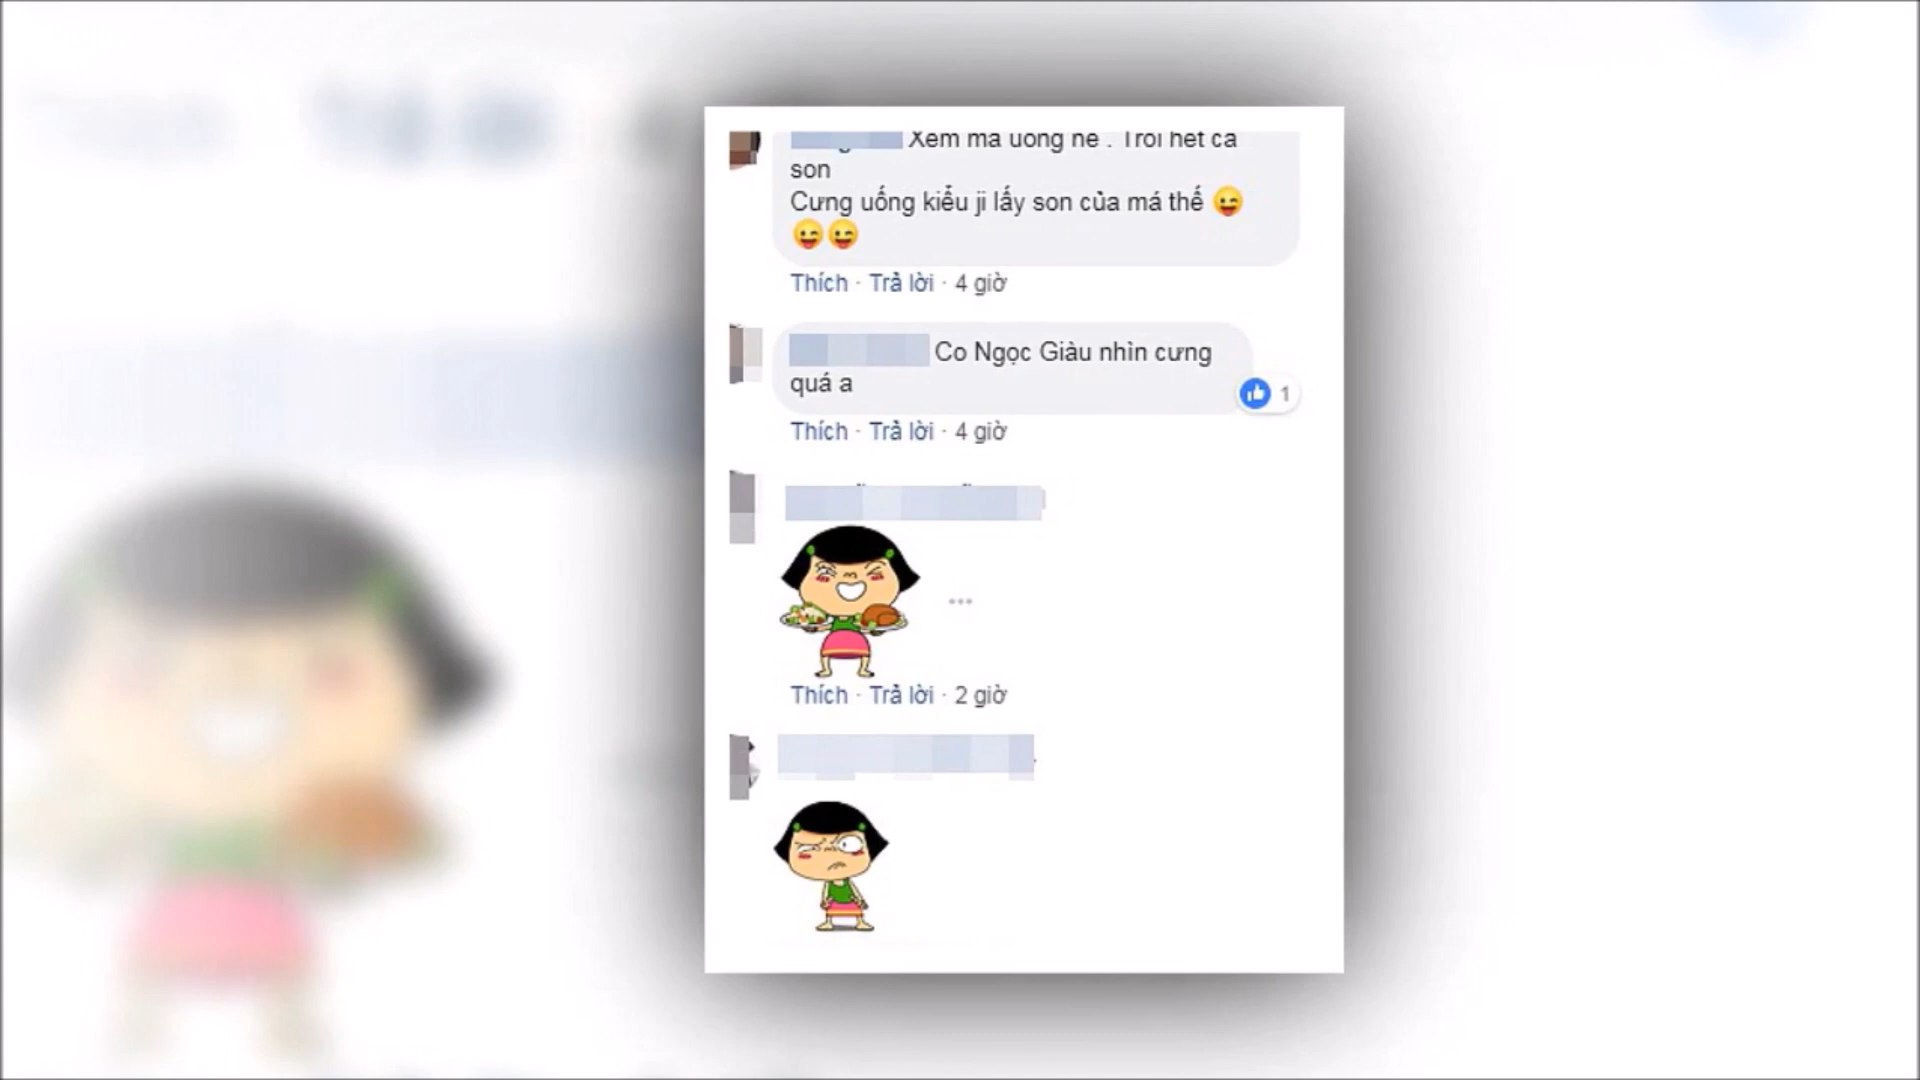 Xem má uống nè . Trôi hết cả
son
Cưng uống kiểu ji lấy son của má thế 😜
😜😜
Thích · Trả lời · 4 giờ
Co Ngọc Giàu nhìn cưng
quá a
1
Thích · Trả lời · 4 giờ
Thích · Trả lời · 2 giờ